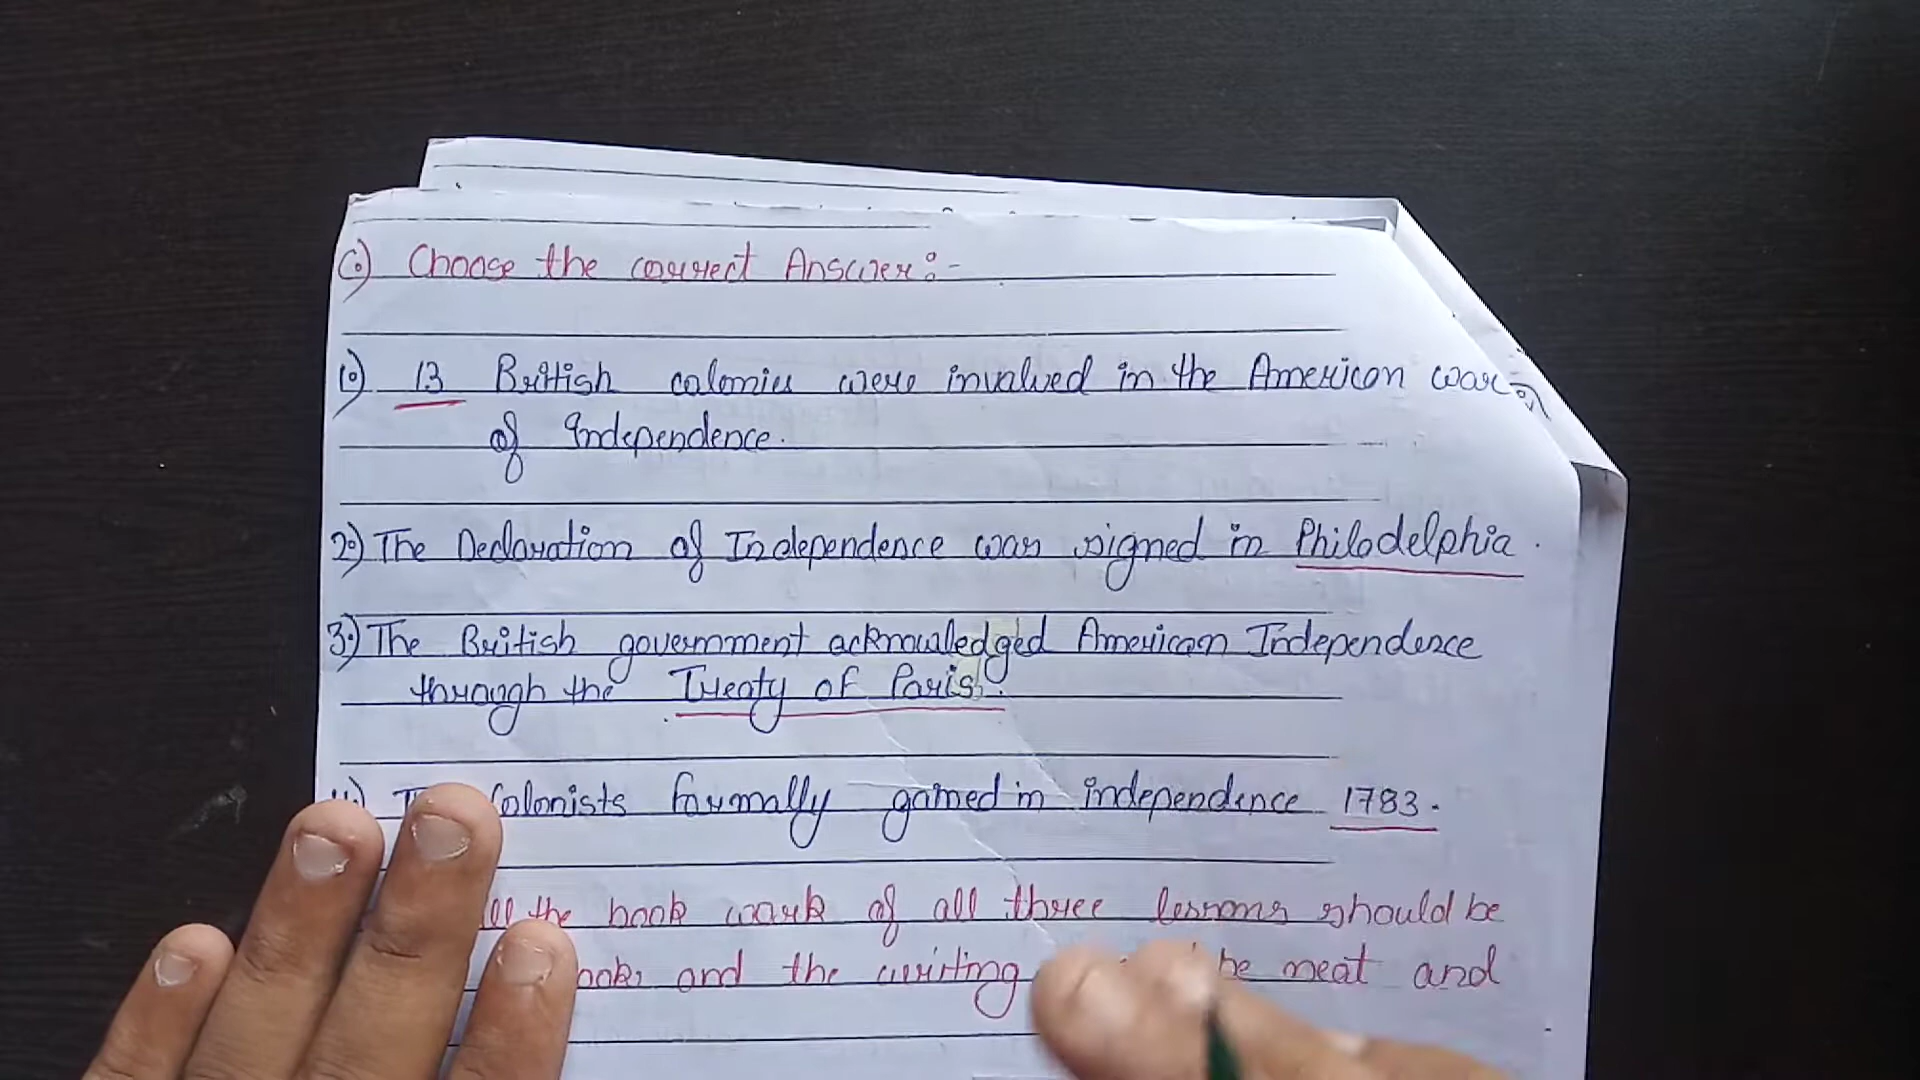 C.) Choose the correct Answer:-
1.) 13 British colonies were involved in the American war
of Independence.
2.) The Declaration of Independence was signed in Philadelphia.
3.) The British government acknowledged American Independence
through the Treaty of Paris.
4.) Colonists formally gained in independence 1783.
the book work of all three lessons should be
and the writing be neat and